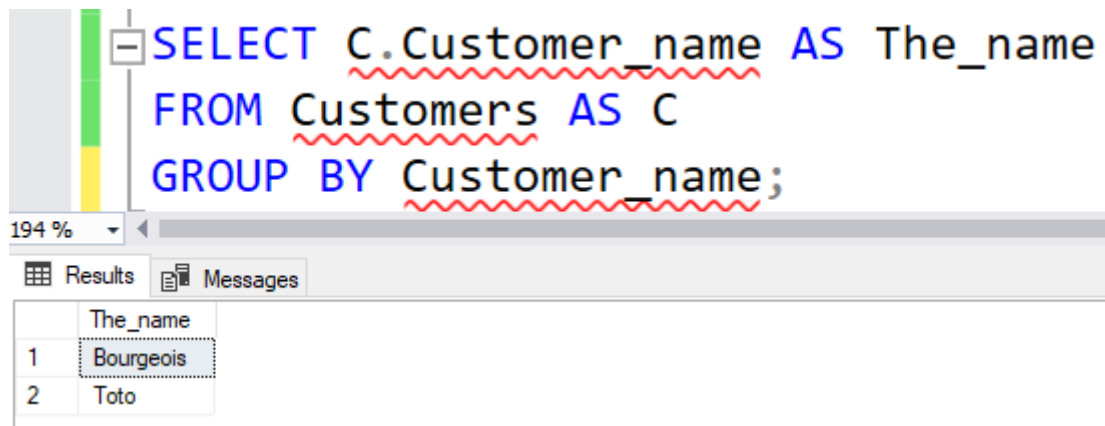 SELECT C.Customer_name AS The_name
FROM Customers AS C
GROUP BY Customer_name;
194 %
Results Messages
The_name
1 Bourgeois
2 Toto